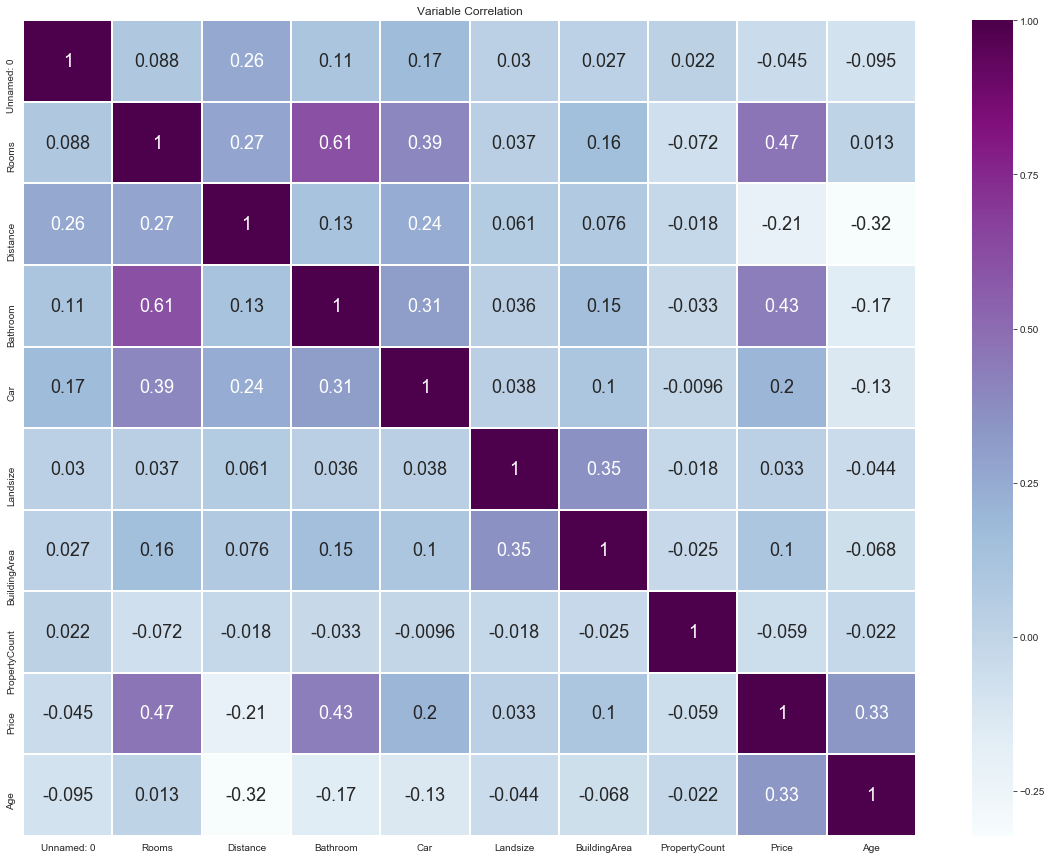 Variable Correlation
Unnamed: 0 1 0.088 0.26 0.11 0.17 0.03 0.027 0.022 -0.045 -0.095
Rooms 0.088 1 0.27 0.61 0.39 0.037 0.16 -0.072 0.47 0.013
Distance 0.26 0.27 1 0.13 0.24 0.061 0.076 -0.018 -0.21 -0.32
Bathroom 0.11 0.61 0.13 1 0.31 0.036 0.15 -0.033 0.43 -0.17
Car 0.17 0.39 0.24 0.31 1 0.038 0.1 -0.0096 0.2 -0.13
Landsize 0.03 0.037 0.061 0.036 0.038 1 0.35 -0.018 0.033 -0.044
BuildingArea 0.027 0.16 0.076 0.15 0.1 0.35 1 -0.025 0.1 -0.068
PropertyCount 0.022 -0.072 -0.018 -0.033 -0.0096 -0.018 -0.025 1 -0.059 -0.022
Price -0.045 0.47 -0.21 0.43 0.2 0.033 0.1 -0.059 1 0.33
Age -0.095 0.013 -0.32 -0.17 -0.13 -0.044 -0.068 -0.022 0.33 1
Unnamed: 0 Rooms Distance Bathroom Car Landsize BuildingArea PropertyCount Price Age
1.00
0.75
0.50
0.25
0.00
−0.25